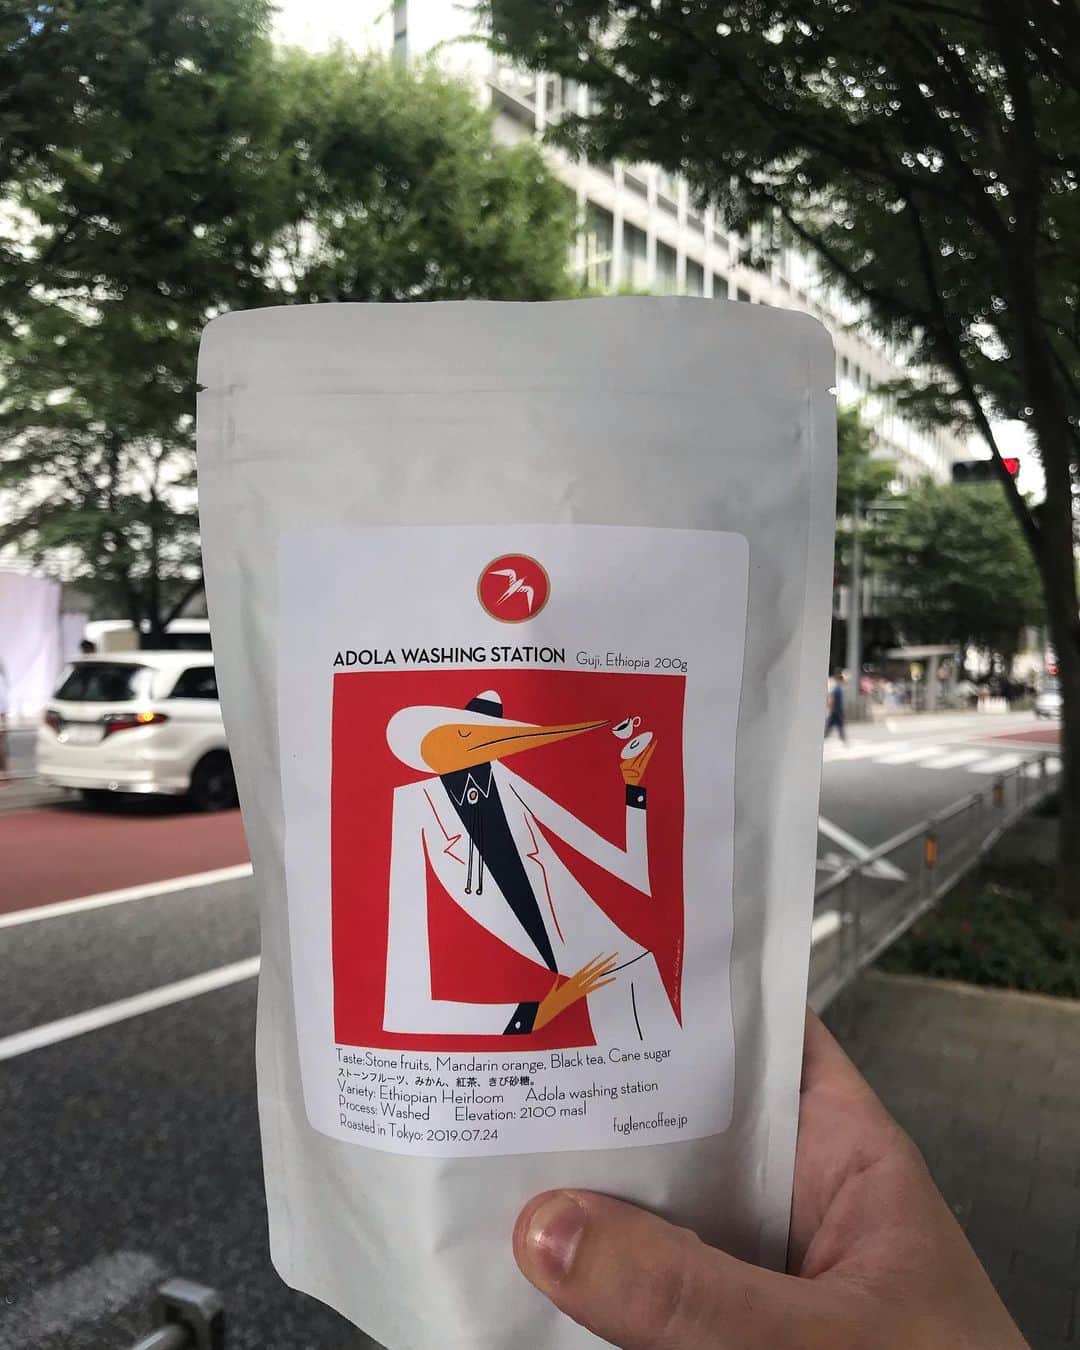 ADOLA WASHING STATION Guji, Ethiopia 200g
Taste:Stone fruits, Mandarin orange, Black tea, Cane sugar
ストーンフルーツ、みかん、紅茶、きび砂糖。
Variety: Ethiopian Heirloom Adola washing station
Process: Washed Elevation: 2100 masl
Roasted in Tokyo: 2019.07.24 fuglencoffee.jp